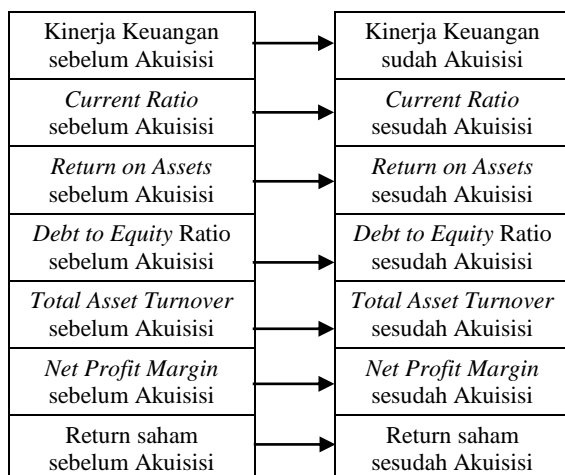 Kinerja Keuangan
sebelum Akuisisi
Kinerja Keuangan
sudah Akuisisi
Current Ratio
sebelum Akuisisi
Current Ratio
sesudah Akuisisi
Return on Assets
sebelum Akuisisi
Return on Assets
sesudah Akuisisi
Debt to Equity Ratio
sebelum Akuisisi
Debt to Equity Ratio
sesudah Akuisisi
Total Asset Turnover
sebelum Akuisisi
Total Asset Turnover
sesudah Akuisisi
Net Profit Margin
sebelum Akuisisi
Net Profit Margin
sesudah Akuisisi
Return saham
sebelum Akuisisi
Return saham
sesudah Akuisisi